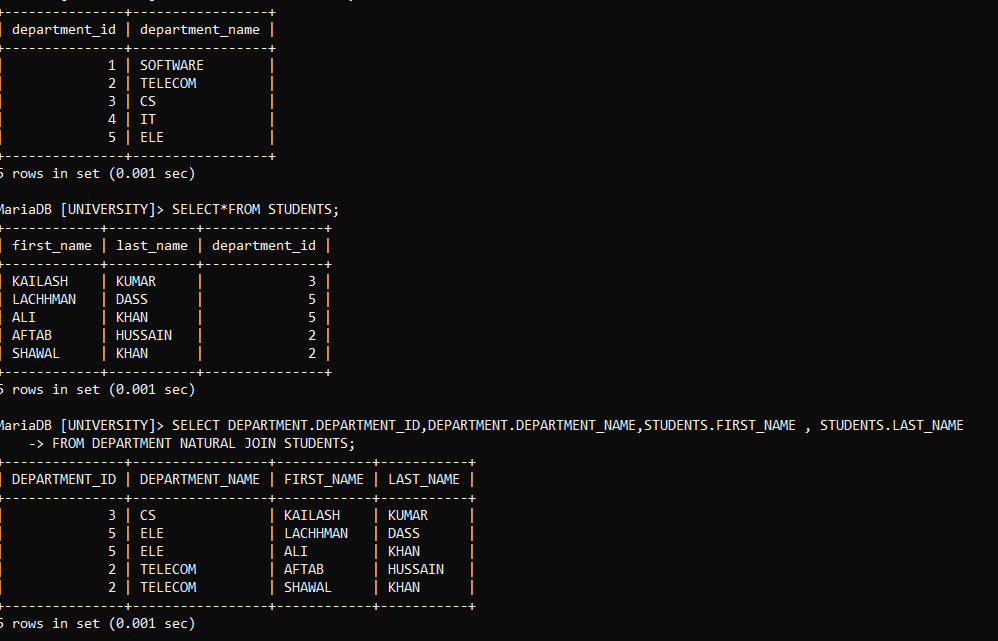 +---------------+-----------------+
| department_id | department_name |
+---------------+-----------------+
|             1 | SOFTWARE        |
|             2 | TELECOM         |
|             3 | CS              |
|             4 | IT              |
|             5 | ELE             |
+---------------+-----------------+
5 rows in set (0.001 sec)

MariaDB [UNIVERSITY]> SELECT*FROM STUDENTS;
+------------+-----------+---------------+
| first_name | last_name | department_id |
+------------+-----------+---------------+
| KAILASH    | KUMAR     |             3 |
| LACHHMAN   | DASS      |             5 |
| ALI        | KHAN      |             5 |
| AFTAB      | HUSSAIN   |             2 |
| SHAWAL     | KHAN      |             2 |
+------------+-----------+---------------+
5 rows in set (0.001 sec)

MariaDB [UNIVERSITY]> SELECT DEPARTMENT.DEPARTMENT_ID,DEPARTMENT.DEPARTMENT_NAME,STUDENTS.FIRST_NAME , STUDENTS.LAST_NAME
    -> FROM DEPARTMENT NATURAL JOIN STUDENTS;
+---------------+-----------------+------------+-----------+
| DEPARTMENT_ID | DEPARTMENT_NAME | FIRST_NAME | LAST_NAME |
+---------------+-----------------+------------+-----------+
|             3 | CS              | KAILASH    | KUMAR     |
|             5 | ELE             | LACHHMAN   | DASS      |
|             5 | ELE             | ALI        | KHAN      |
|             2 | TELECOM         | AFTAB      | HUSSAIN   |
|             2 | TELECOM         | SHAWAL     | KHAN      |
+---------------+-----------------+------------+-----------+
5 rows in set (0.001 sec)